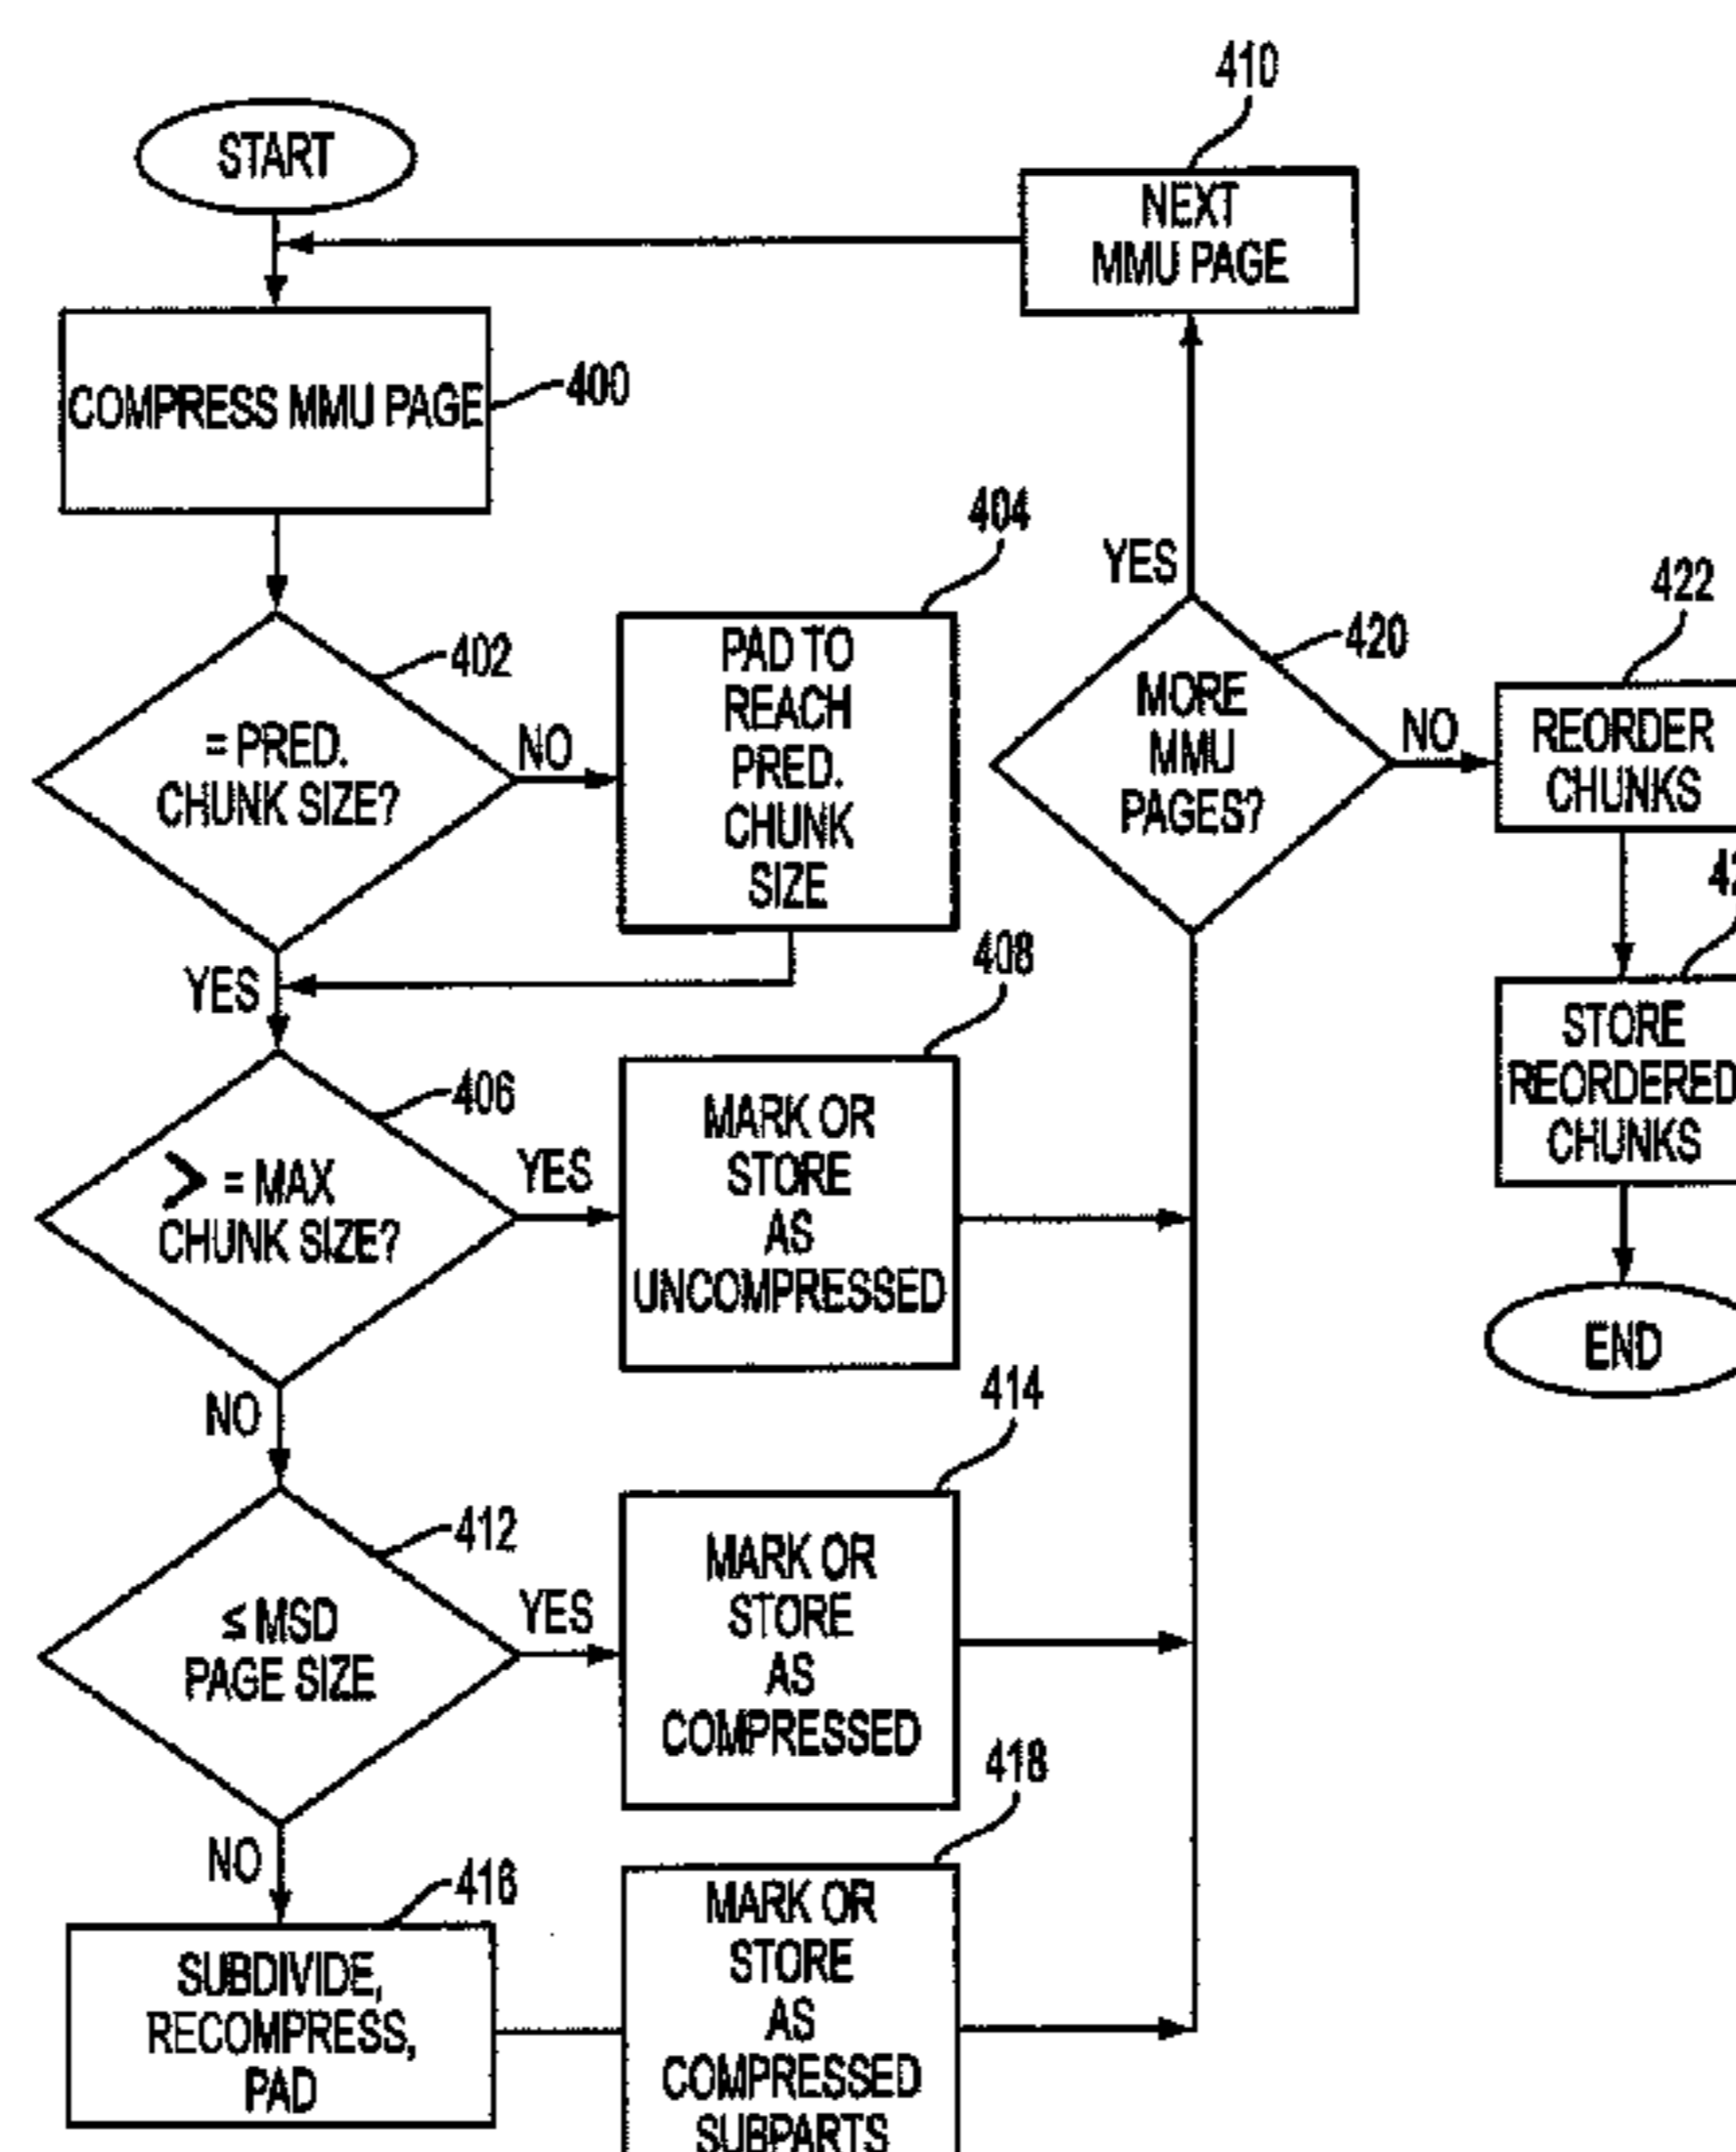 410
START
NEXT
MMU PAGE
COMPRESS MMU PAGE
400
404
YES
422
402
PAD TO
REACH
PRED.
CHUNK
SIZE
420
MORE
MMU
PAGES?
NO
REORDER
CHUNKS
= PRED.
CHUNK SIZE?
NO
YES
408
STORE
REORDERED
CHUNKS
406
> = MAX
CHUNK SIZE?
YES
MARK OR
STORE
AS
UNCOMPRESSED
END
NO
414
412
≤ MSD
PAGE SIZE
YES
MARK OR
STORE
AS
COMPRESSED
418
NO
416
SUBDIVIDE,
RECOMPRESS,
PAD
MARK OR
STORE
AS
COMPRESSED
SUBPARTS